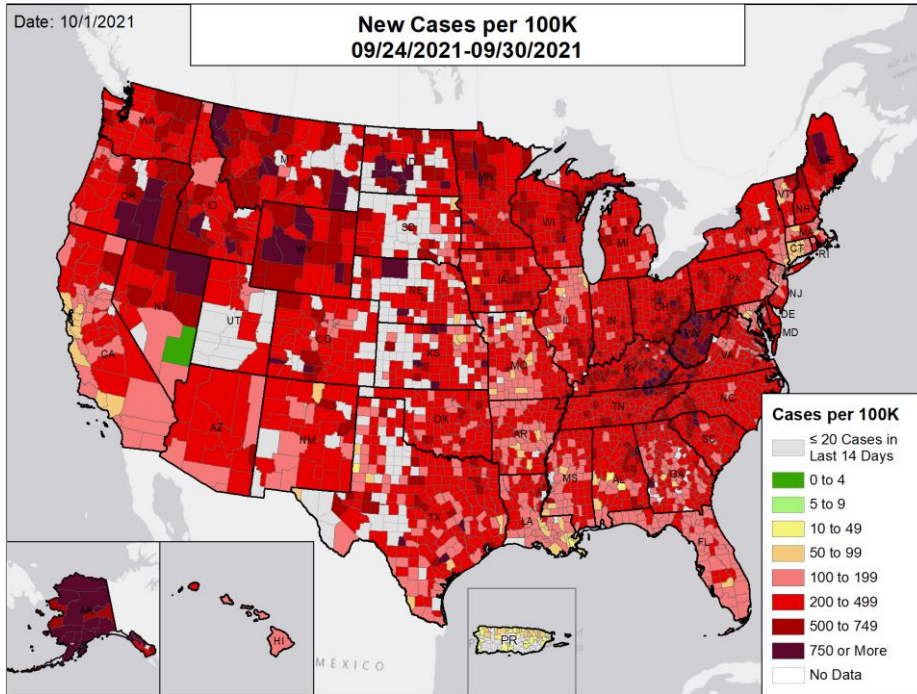 Date: 10/1/2021
New Cases per 100K
09/24/2021-09/30/2021
WA
MT
ND
MN
ME
OR
ID
WY
SD
WI
MI
VT
NH
NY
MA
CT
RI
NV
UT
CO
NE
IA
IL
IN
OH
PA
NJ
DE
MD
WV
VA
CA
KS
MO
KY
AZ
NM
OK
AR
TN
NC
SC
TX
LA
MS
AL
GA
FL
AK
HI
PR
MÉXICO
Cases per 100K
≤ 20 Cases in
Last 14 Days
0 to 4
5 to 9
10 to 49
50 to 99
100 to 199
200 to 499
500 to 749
750 or More
No Data